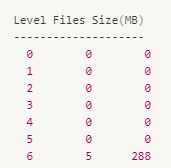 Level Files Size(MB)
--------------------
0 0 0
1 0 0
2 0 0
3 0 0
4 0 0
5 0 0
6 5 288